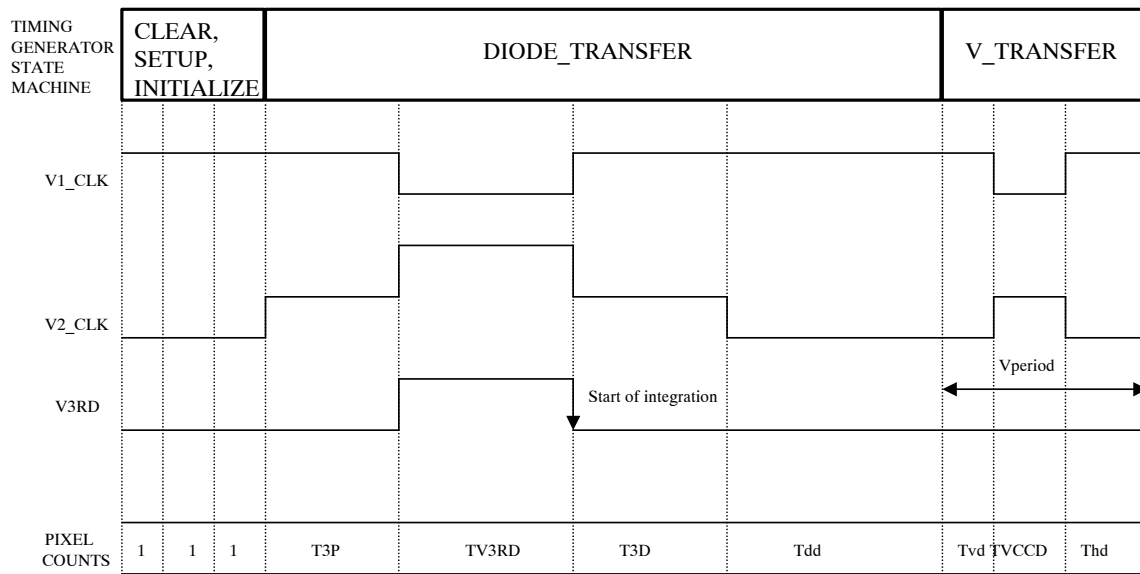 TIMING
GENERATOR
STATE
MACHINE
CLEAR,
SETUP,
INITIALIZE
DIODE_TRANSFER
V_TRANSFER
V1_CLK
V2_CLK
Vperiod
Start of integration
V3RD
PIXEL
COUNTS
1 1 1 T3P TV3RD T3D Tdd Tvd TVCCD Thd